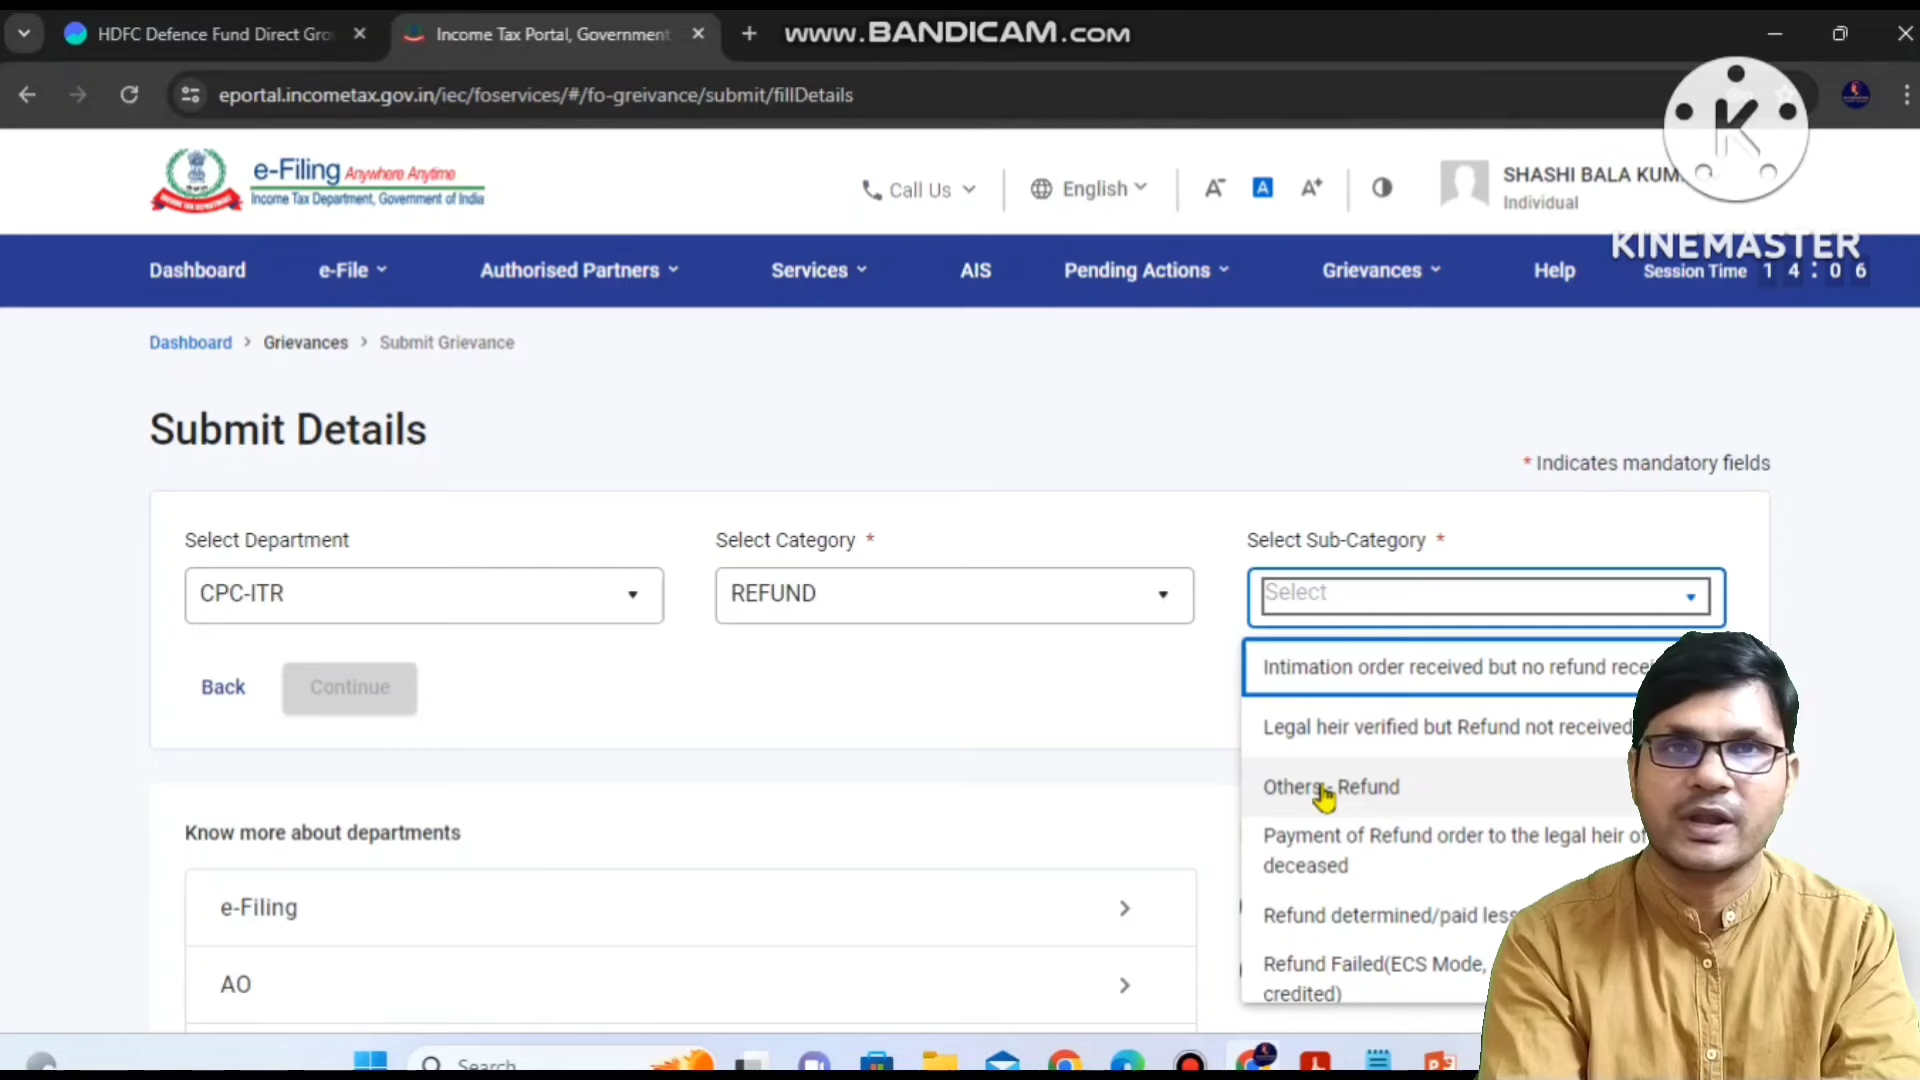 HDFC Defence Fund Direct Gro
Income Tax Portal, Government
www.BANDICAM.com
eportal.incometax.gov.in/iec/foservices/#/fo-greivance/submit/fillDetails
e-Filing Anywhere Anytime
Income Tax Department, Government of India
Call Us
English
A-
A
A+
SHASHI BALA KUM
Individual
K
KINEMASTER
Dashboard
e-File
Authorised Partners
Services
AIS
Pending Actions
Grievances
Help
Session Time 14:06
Dashboard > Grievances > Submit Grievance
Submit Details
* Indicates mandatory fields
Select Department
Select Category *
Select Sub-Category *
CPC-ITR
REFUND
Select
Back
Continue
Intimation order received but no refund recei
Legal heir verified but Refund not received
Others - Refund
Payment of Refund order to the legal heir of
deceased
Refund determined/paid less
Refund Failed(ECS Mode,
credited)
Know more about departments
e-Filing
AO
Search